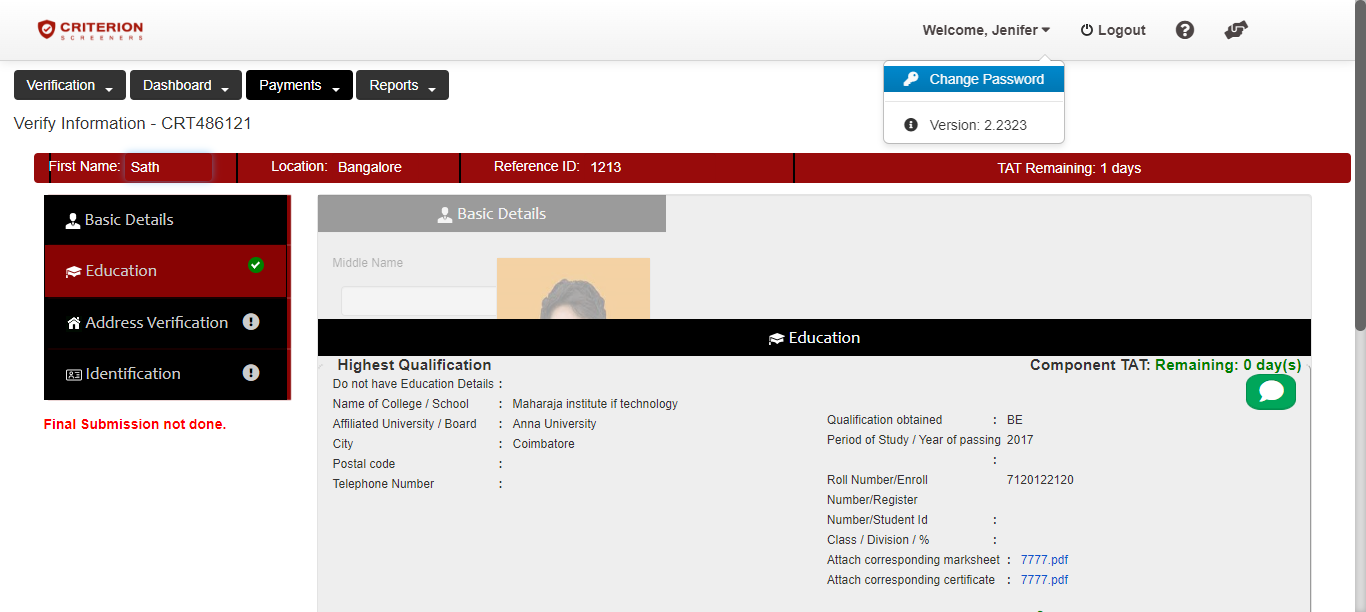 CRITERION
SCREENERS
Welcome, Jenifer
Logout
Change Password
Version: 2.2323
Verification
Dashboard
Payments
Reports
Verify Information - CRT486121
First Name: Sath
Location: Bangalore
Reference ID: 1213
TAT Remaining: 1 days
Basic Details
Education
Address Verification
Identification
Final Submission not done.
Basic Details
Middle Name
Education
Highest Qualification
Component TAT: Remaining: 0 day(s)
Do not have Education Details :
Name of College / School : Maharaja institute if technology
Affiliated University / Board : Anna University
City : Coimbatore
Postal code :
Telephone Number :
Qualification obtained : BE
Period of Study / Year of passing 2017
:
Roll Number/Enroll 7120122120
Number/Register
Number/Student Id :
Class / Division / % :
Attach corresponding marksheet : 7777.pdf
Attach corresponding certificate : 7777.pdf